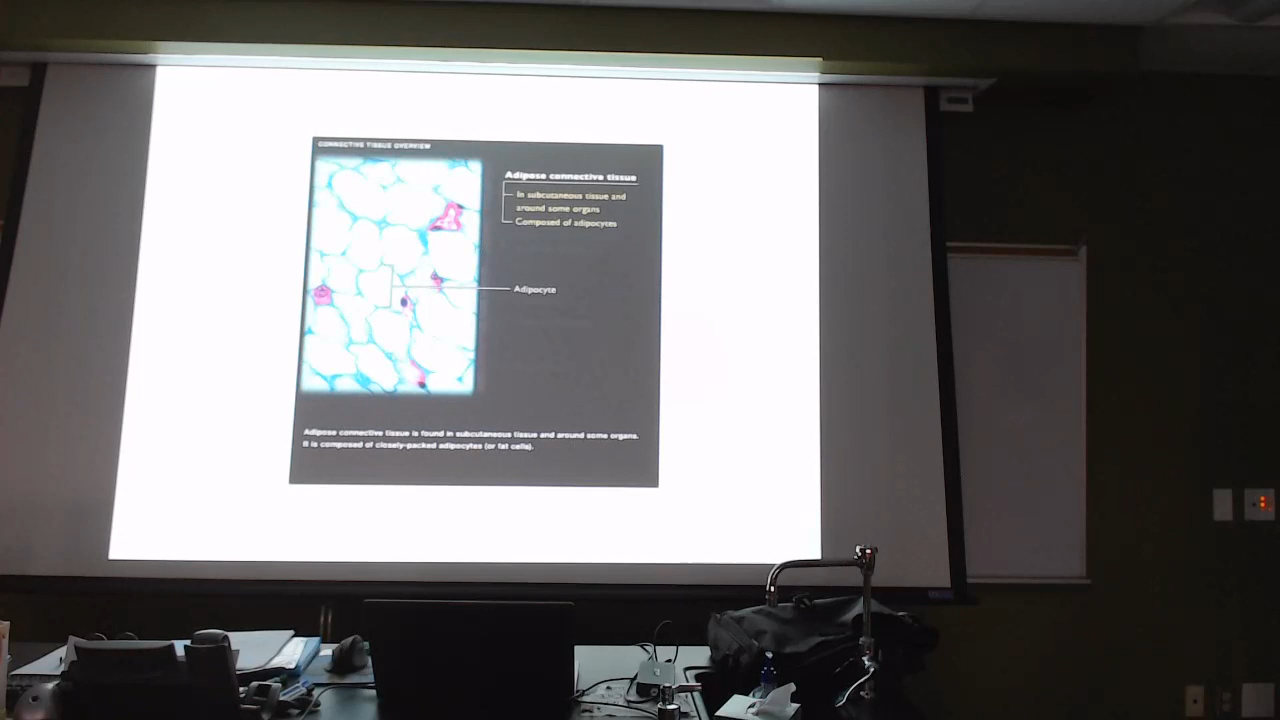 CONNECTIVE TISSUE OVERVIEW
Adipose connective tissue
In subcutaneous tissue and
around some organs
Composed of adipocytes
Adipocyte
Adipose connective tissue is found in subcutaneous tissue and around some organs.
It is composed of closely-packed adipocytes (or fat cells).